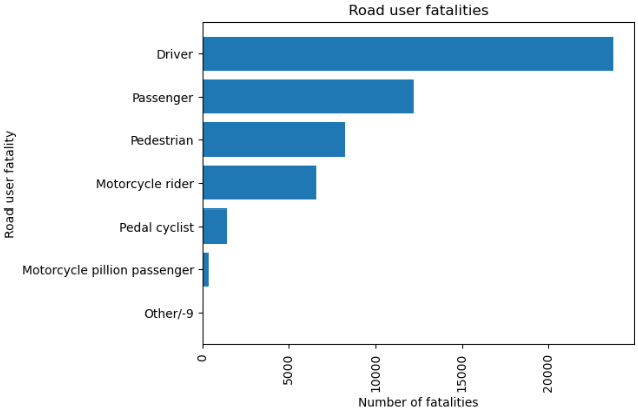 Road user fatalities
Road user fatality
Driver
Passenger
Pedestrian
Motorcycle rider
Pedal cyclist
Motorcycle pillion passenger
Other/-9
0
5000
10000
15000
20000
Number of fatalities